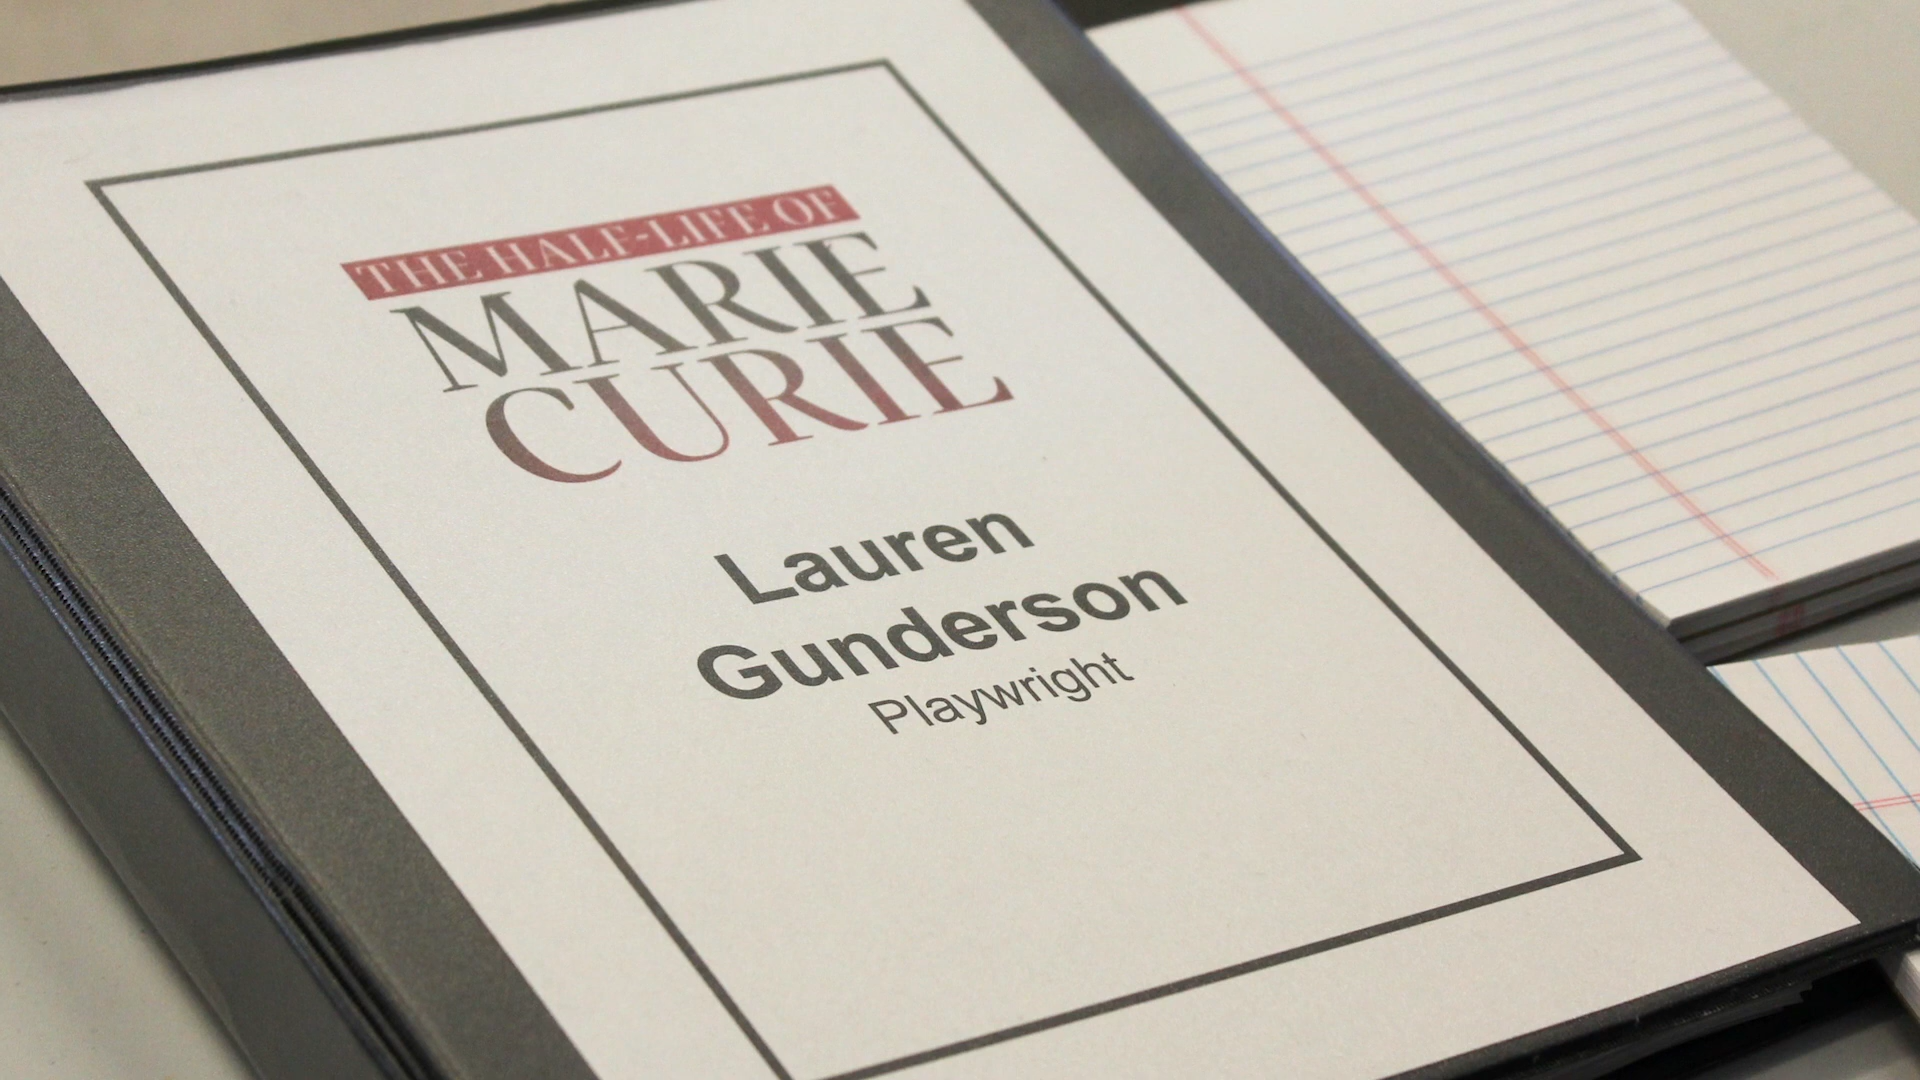 THE HALF-LIFE OF
MARIE
CURIE
Lauren
Gunderson
Playwright